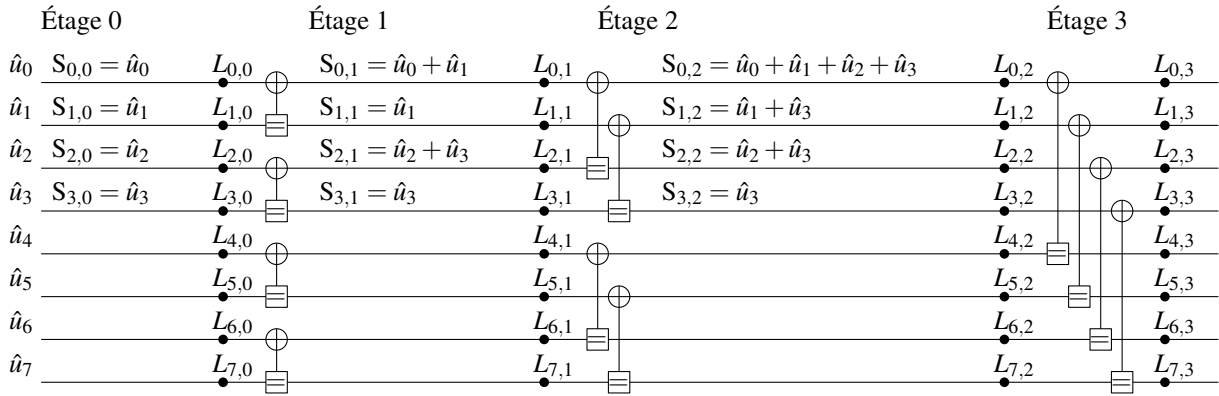 Étage 0 Étage 1 Étage 2 Étage 3
û0 S0,0 = û0 L0,0 S0,1 = û0 + û1 L0,1 S0,2 = û0 + û1 + û2 + û3 L0,2 L0,3
û1 S1,0 = û1 L1,0 S1,1 = û1 L1,1 S1,2 = û1 + û3 L1,2 L1,3
û2 S2,0 = û2 L2,0 S2,1 = û2 + û3 L2,1 S2,2 = û2 + û3 L2,2 L2,3
û3 S3,0 = û3 L3,0 S3,1 = û3 L3,1 S3,2 = û3 L3,2 L3,3
û4 L4,0 L4,1 L4,2 L4,3
û5 L5,0 L5,1 L5,2 L5,3
û6 L6,0 L6,1 L6,2 L6,3
û7 L7,0 L7,1 L7,2 L7,3